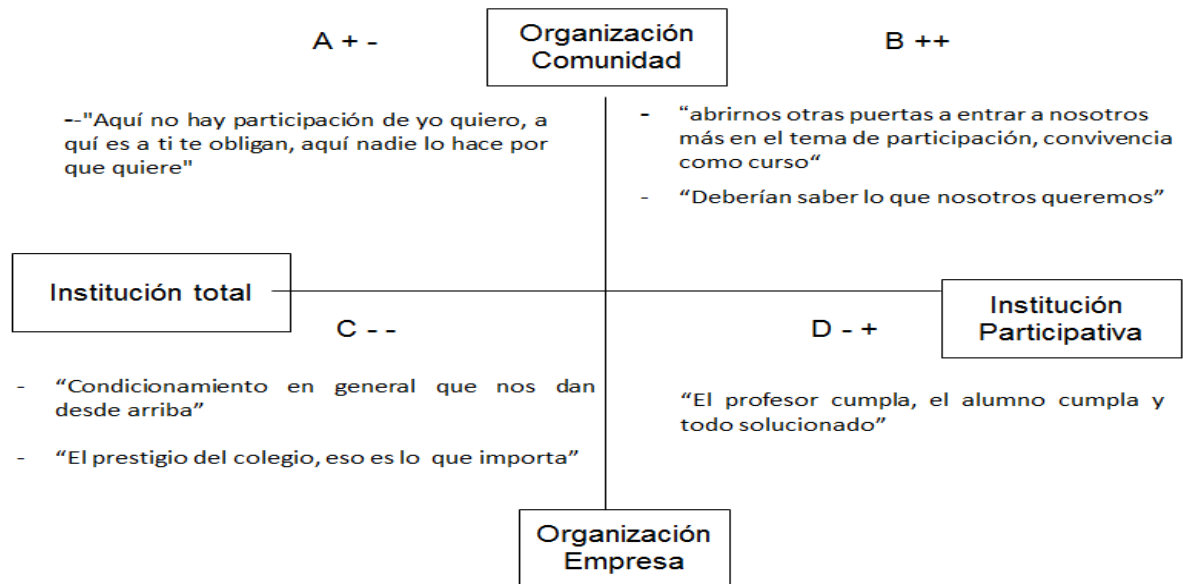 A + -
Organización
Comunidad
B ++
--"Aquí no hay participación de yo quiero, a
quí es a ti te obligan, aquí nadie lo hace por
que quiere"
- “abrirnos otras puertas a entrar a nosotros
más en el tema de participación, convivencia
como curso“
- “Deberían saber lo que nosotros queremos”
Institución total
Institución
Participativa
C - -
D - +
- “Condicionamiento en general que nos dan
desde arriba”
- “El prestigio del colegio, eso es lo que importa”
“El profesor cumpla, el alumno cumpla y
todo solucionado”
Organización
Empresa